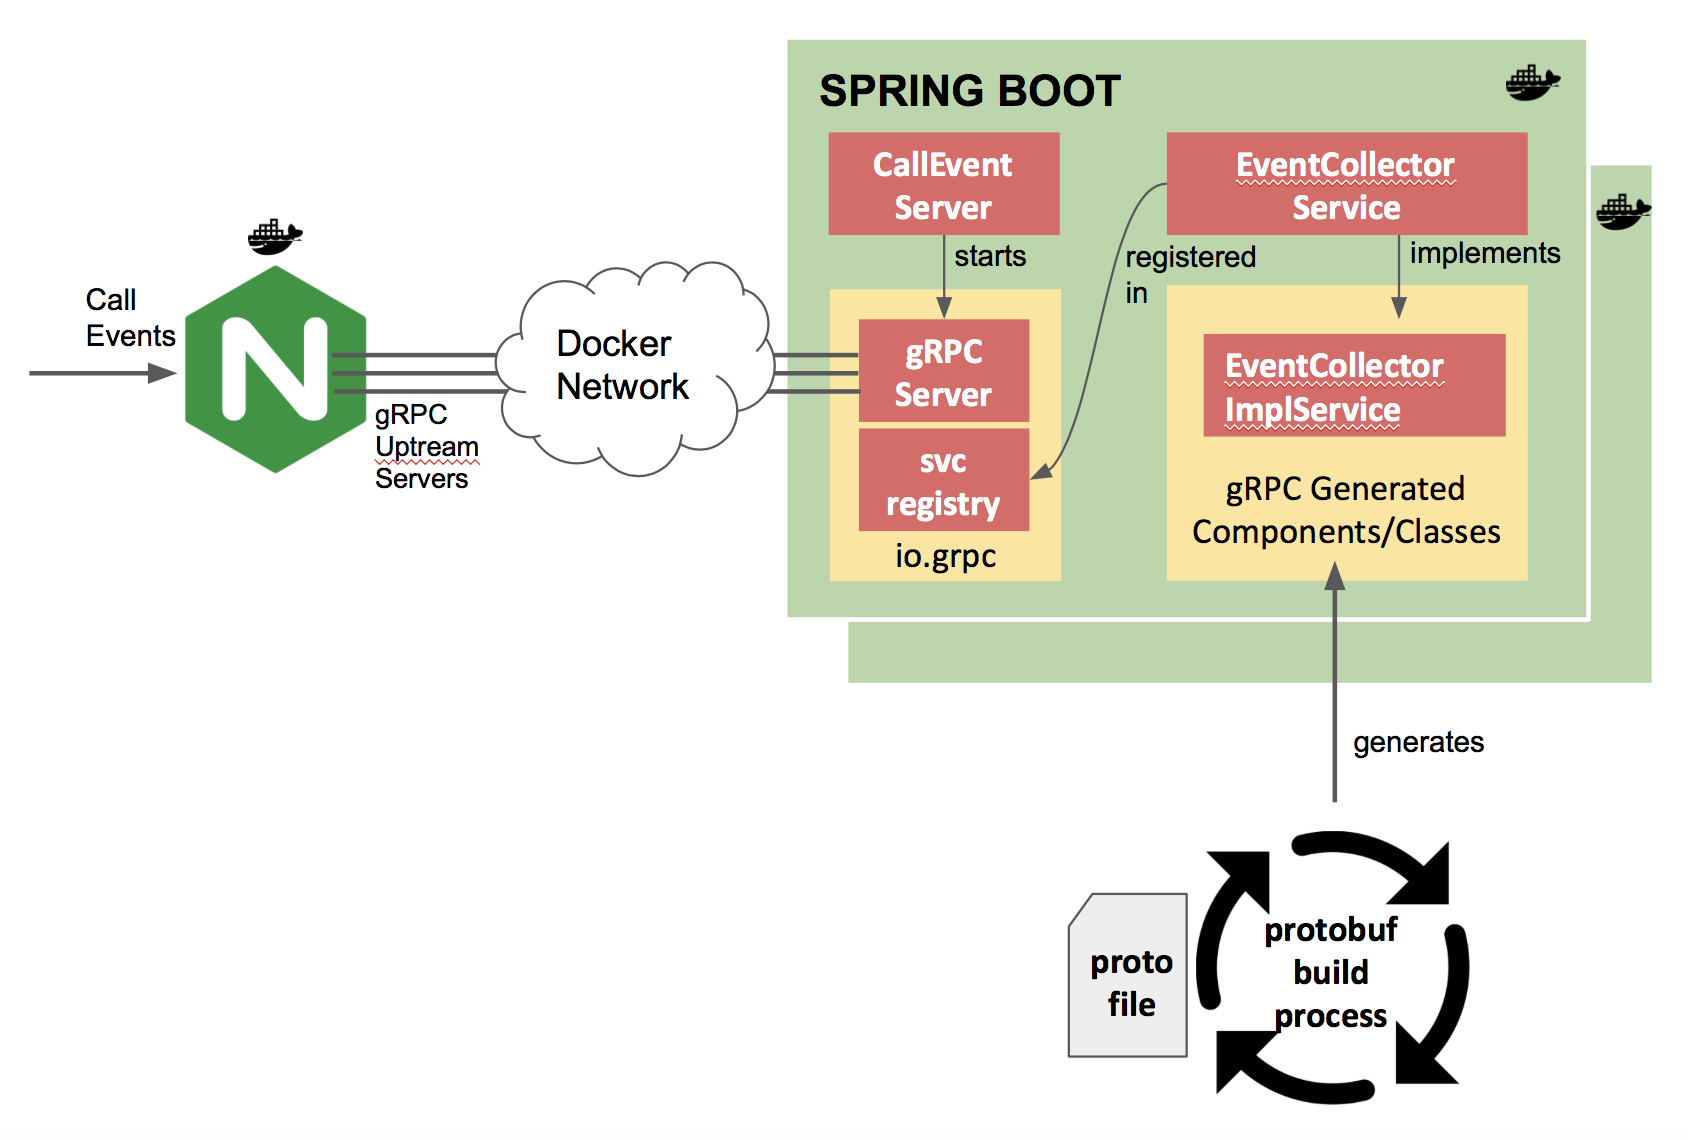 SPRING BOOT
CallEvent
Server
EventCollector
Service
starts
registered
in
implements
Call
Events
N
Docker
Network
gRPC
Uptream
Servers
gRPC
Server
svc
registry
io.grpc
EventCollector
ImplService
gRPC Generated
Components/Classes
generates
proto
file
protobuf
build
process